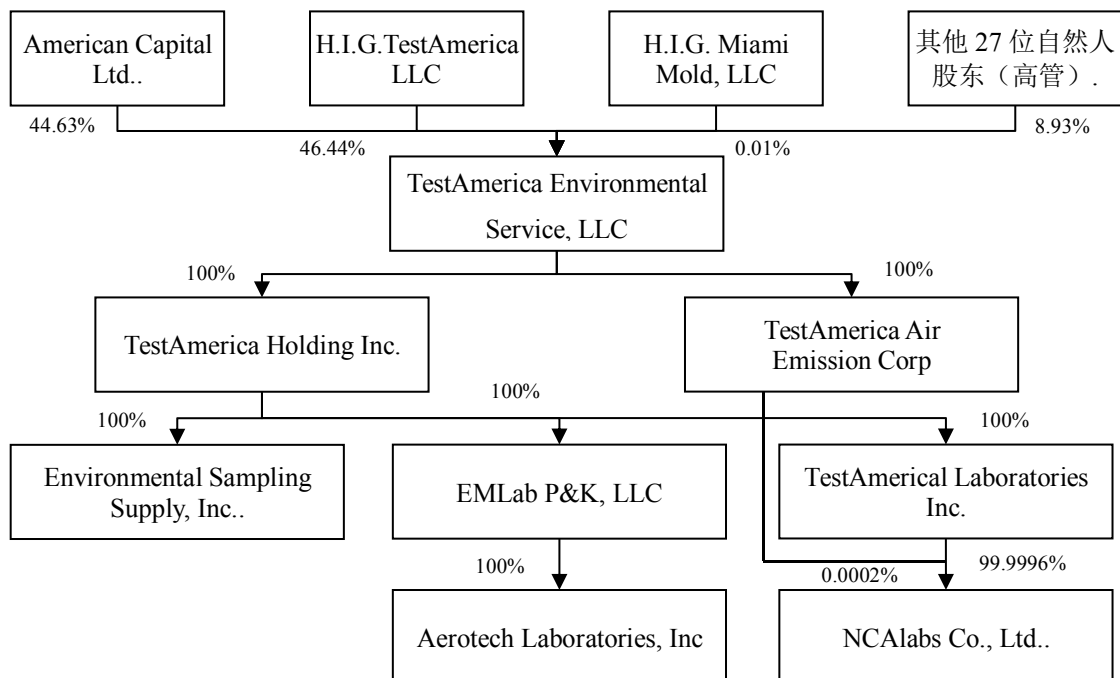 American Capital
Ltd..
H.I.G.TestAmerica
LLC
H.I.G. Miami
Mold, LLC
其他 27 位自然人
股东（高管）.
44.63%
46.44%
0.01%
8.93%
TestAmerica Environmental
Service, LLC
100%
100%
TestAmerica Holding Inc.
TestAmerica Air
Emission Corp
100%
100%
100%
Environmental Sampling
Supply, Inc..
EMLab P&K, LLC
TestAmerical Laboratories
Inc.
100%
0.0002%
99.9996%
Aerotech Laboratories, Inc
NCAlabs Co., Ltd..